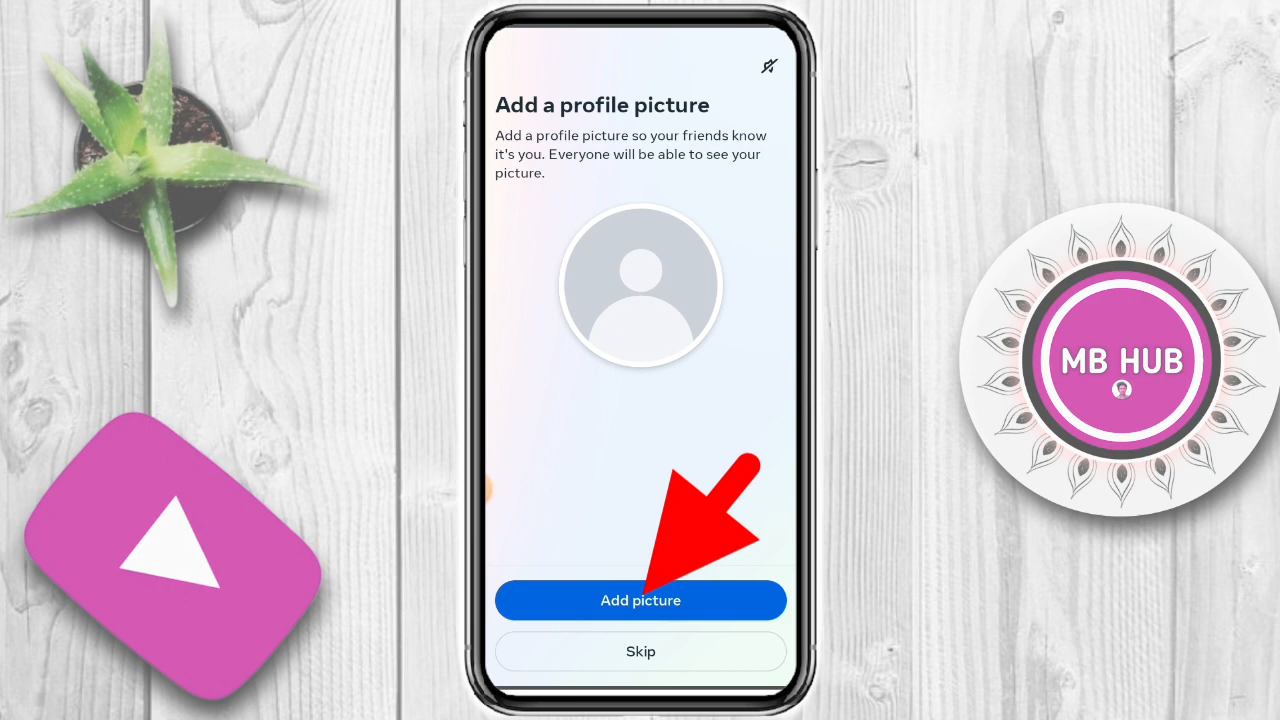 Add a profile picture
Add a profile picture so your friends know
it's you. Everyone will be able to see your
picture.
Add picture
Skip
MB HUB